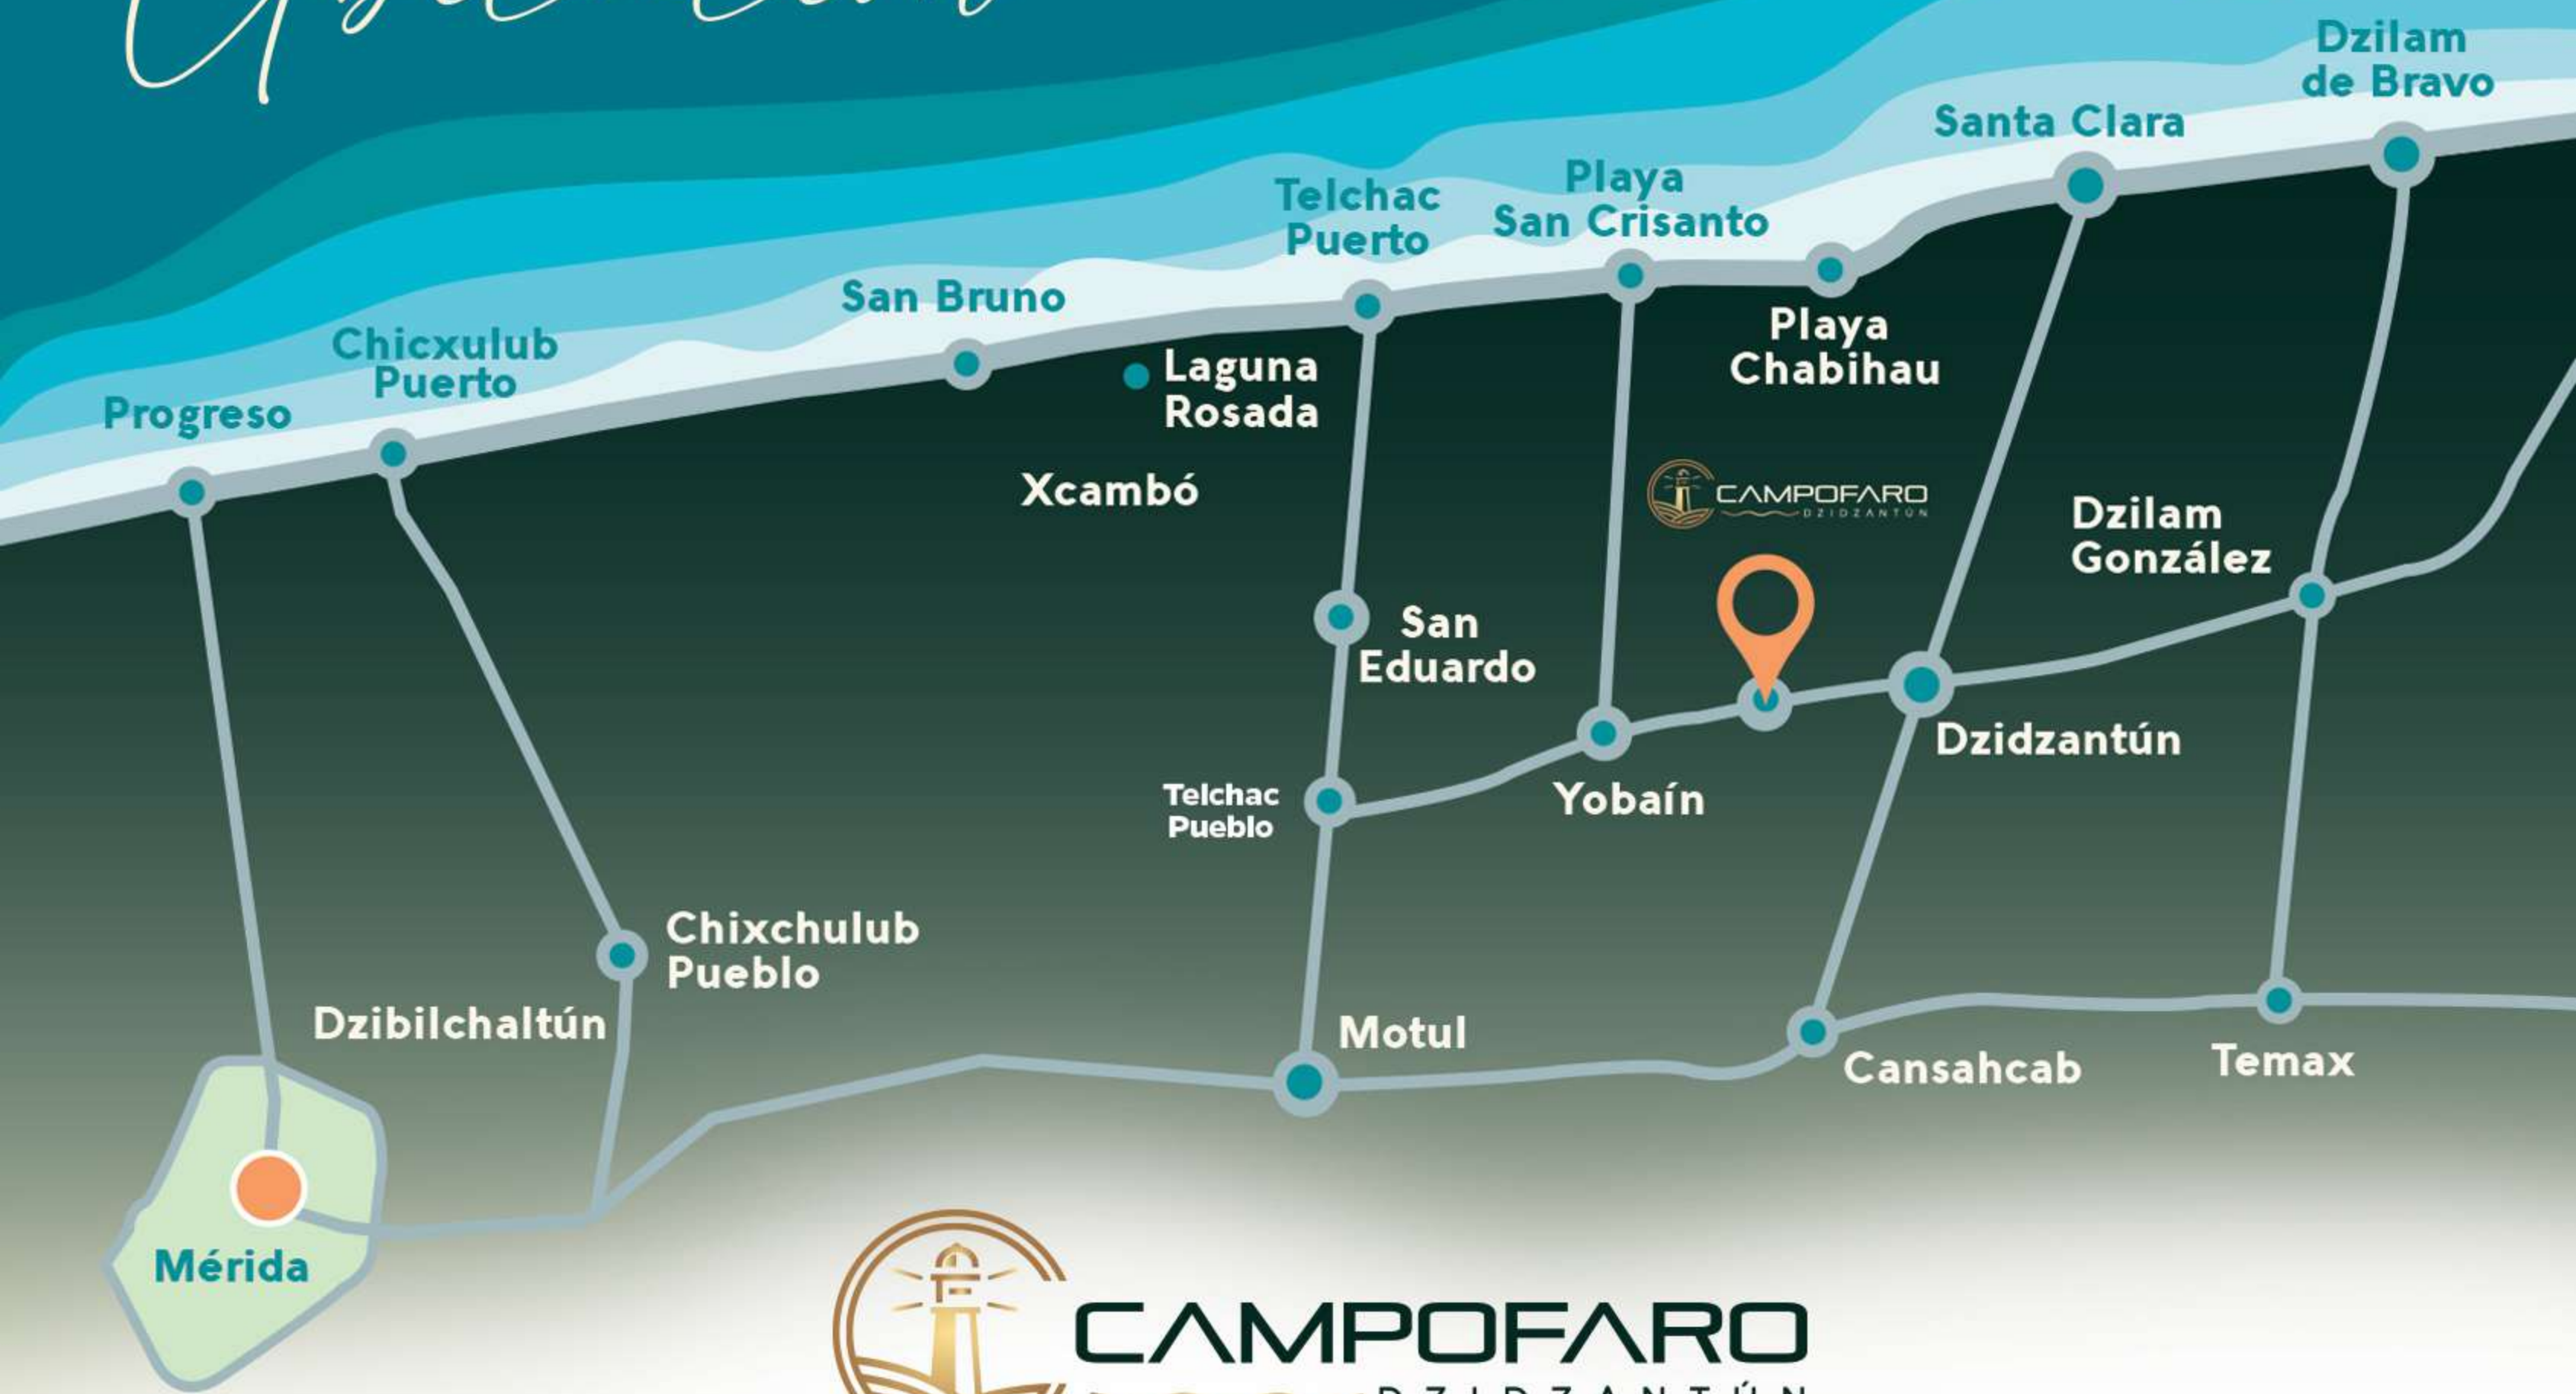 Dzilam
de Bravo
Santa Clara
Playa
San Crisanto
Telchac
Puerto
San Bruno
Chicxulub
Puerto
Progreso
Playa
Chabihau
Laguna
Rosada
Xcambó
CAMPOFARO
DZIDZANTÚN
Dzilam
González
San
Eduardo
Dzidzantún
Telchac
Pueblo
Yobaín
Chixchulub
Pueblo
Dzibilchaltún
Motul
Cansahcab
Temax
Mérida
CAMPOFARO
DZIDZANTÚN